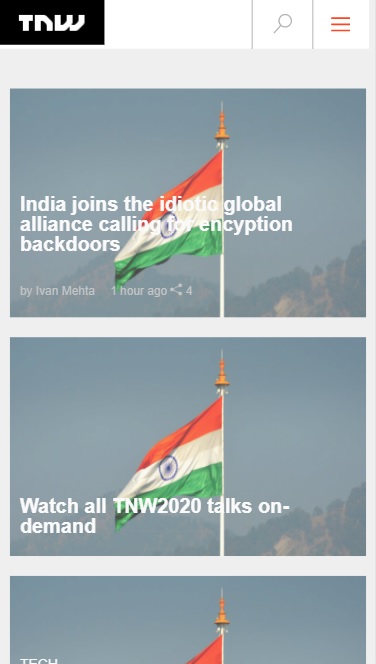 TNW
India joins the idiotic global
alliance calling for encyption
backdoors
by Ivan Mehta 1 hour ago 4
Watch all TNW2020 talks on-
demand
TECH